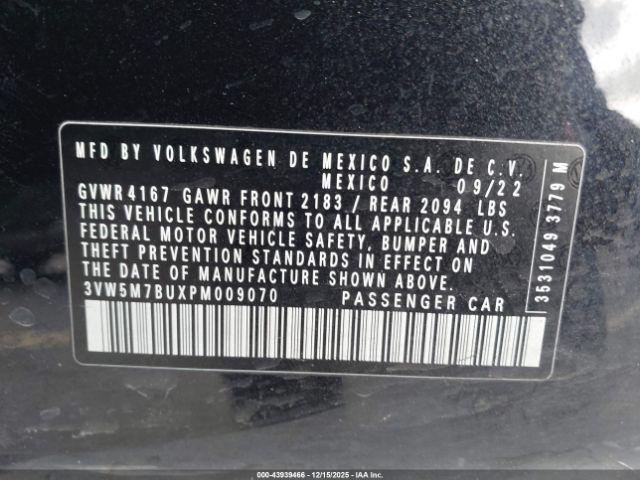 MFD BY VOLKSWAGEN DE MEXICO S.A. DE C.V.
MEXICO 09/22
GVWR 4167 GAWR FRONT 2183 / REAR 2094 LBS
THIS VEHICLE CONFORMS TO ALL APPLICABLE U.S.
FEDERAL MOTOR VEHICLE SAFETY, BUMPER AND
THEFT PREVENTION STANDARDS IN EFFECT ON
THE DATE OF MANUFACTURE SHOWN ABOVE.
3VW5M7BUXPM009070 PASSENGER CAR
3531049 3779 M
000-43939466 - 12/15/2025 - IAAI.COM